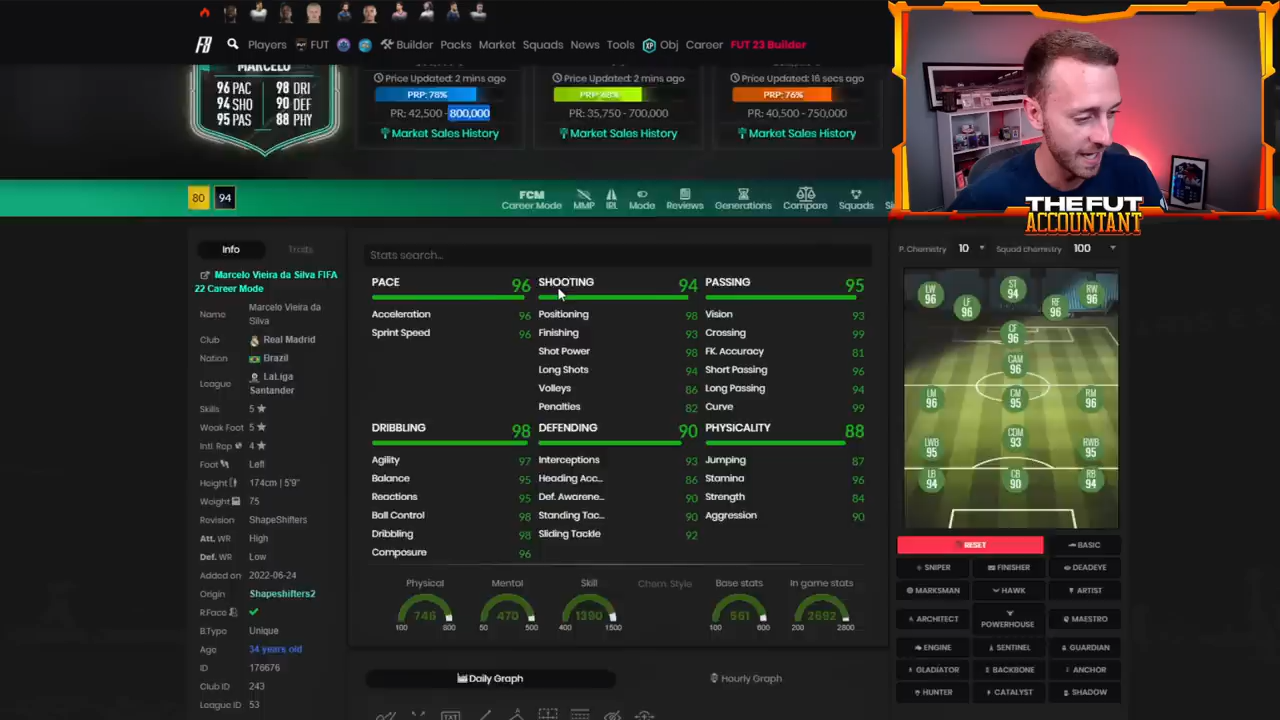 F8 Players FUT Builder Packs Market Squads News Tools XP Obj Career FUT 23 Builder
MARCELO
96 PAC 98 DRI
94 SHO 90 DEF
95 PAS 88 PHY
Price Updated: 2 mins ago
PRP: 78%
PR: 42,500 - 800,000
Market Sales History
Price Updated: 2 mins ago
PRP: 68%
PR: 35,750 - 700,000
Market Sales History
Price Updated: 16 secs ago
PRP: 76%
PR: 40,500 - 750,000
Market Sales History
THE FUT
ACCOUNTANT
80 94
FCM
Career Mode
MMP
IRL
Mode
Reviews
Generations
Compare
Squads
Info Traits
Marcelo Vieira da Silva FIFA
22 Career Mode
Name Marcelo Vieira da
Silva
Club Real Madrid
Nation Brazil
League LaLiga
Santander
Skills 5
Weak Foot 5
Intl. Rep 4
Foot Left
Height 174cm | 5'9"
Weight 75
Revision ShapeShifters
Att. WR High
Def. WR Low
Added on 2022-06-24
Origin Shapeshifters2
R.Face
B.Type Unique
Age 34 years old
ID 176676
Club ID 243
League ID 53
Stats search...
PACE 96
Acceleration 96
Sprint Speed 96
SHOOTING 94
Positioning 98
Finishing 93
Shot Power 98
Long Shots 94
Volleys 86
Penalties 82
PASSING 95
Vision 93
Crossing 99
FK. Accuracy 81
Short Passing 96
Long Passing 94
Curve 99
DRIBBLING 98
Agility 97
Balance 95
Reactions 95
Ball Control 98
Dribbling 98
Composure 96
DEFENDING 90
Interceptions 93
Heading Acc... 86
Def. Awarene... 90
Standing Tac... 90
Sliding Tackle 92
PHYSICALITY 88
Jumping 87
Stamina 96
Strength 84
Aggression 90
Physical
746
100 800
Mental
470
50 500
Skill
1390
400 1500
Chem. Style
Base stats
561
100 600
In game stats
2692
200 2800
Daily Graph
Hourly Graph
P. Chemistry 10 Squad chemistry 100
LW
96
LF
96
ST
94
RF
96
RW
96
CF
96
CAM
96
LM
96
CM
95
RM
96
CDM
93
LWB
95
RWB
95
LB
94
CB
90
RB
94
RESET BASIC
SNIPER FINISHER DEADEYE
MARKSMAN HAWK ARTIST
ARCHITECT POWERHOUSE MAESTRO
ENGINE SENTINEL GUARDIAN
GLADIATOR BACKBONE ANCHOR
HUNTER CATALYST SHADOW